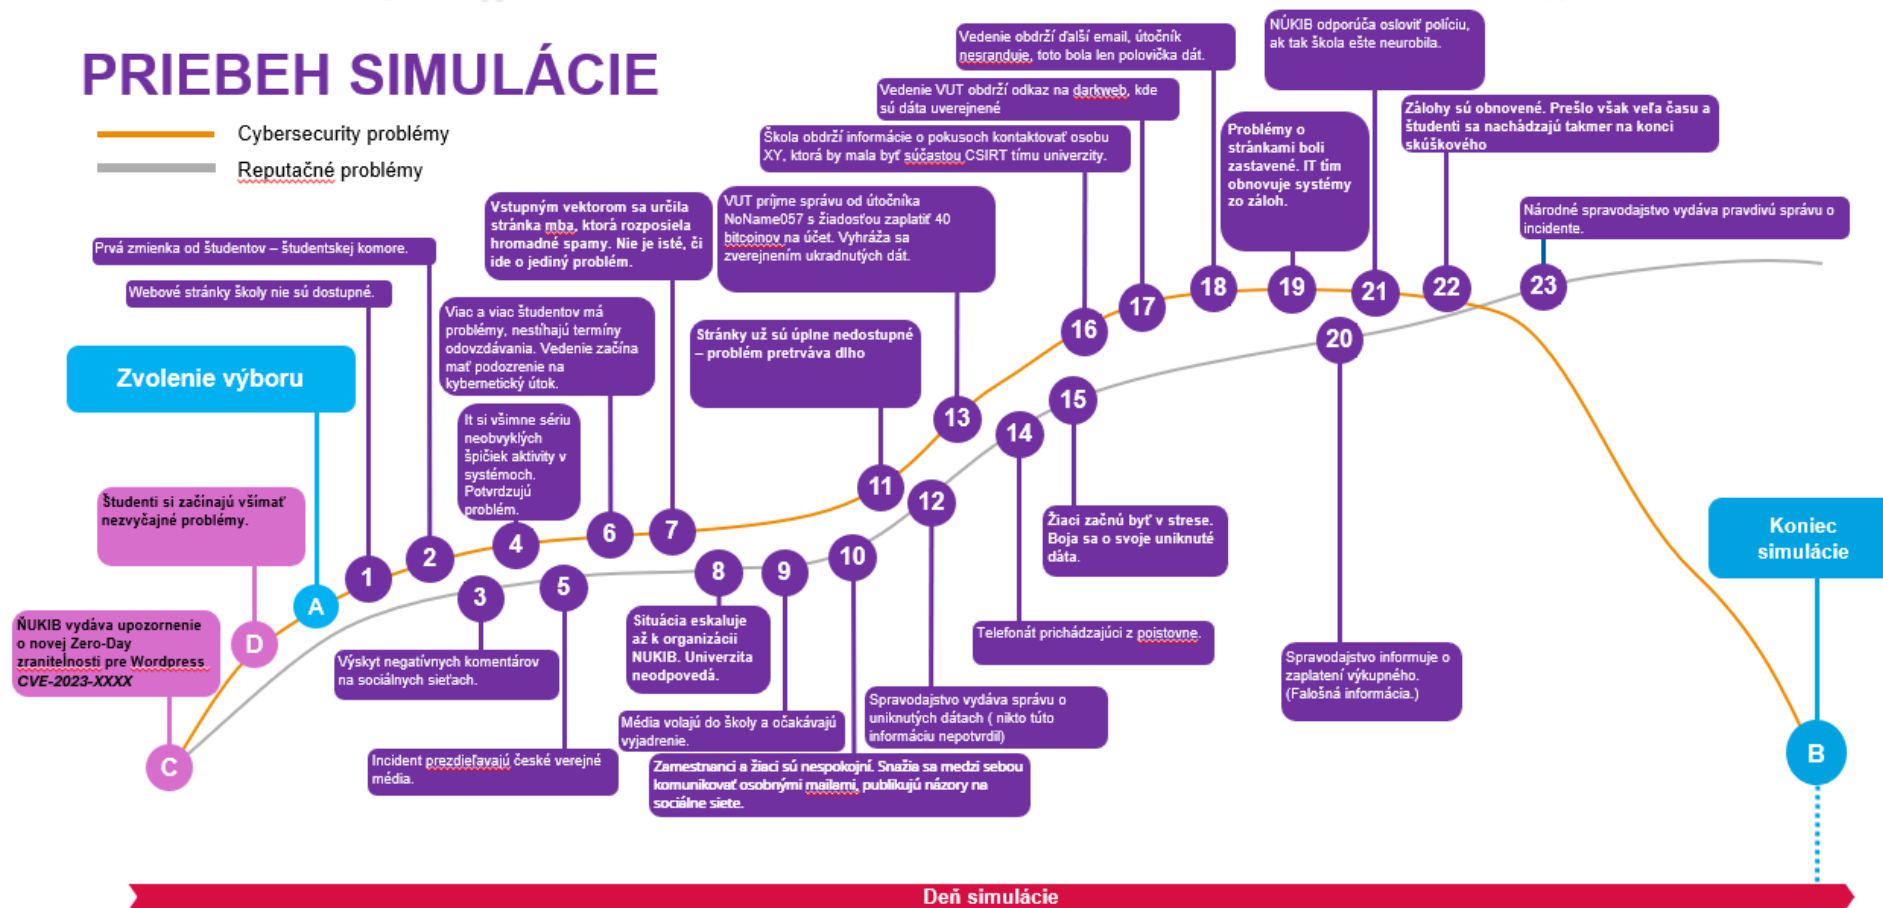 PRIEBEH SIMULÁCIE
Cybersecurity problémy
Reputačné problémy
Prvá zmienka od študentov – študentskej komore.
Webové stránky školy nie sú dostupné.
Zvolenie výboru
Študenti si začínajú všímať
nezvyčajné problémy.
ŇUKIB vydáva upozornenie
o novej Zero-Day
zraniteľnosti pre Wordpress
CVE-2023-XXXX
Viac a viac študentov má
problémy, nestíhajú termíny
odovzdávania. Vedenie začína
mať podozrenie na
kybernetický útok.
It si všimne sériu
neobvyklých
špičiek aktivity v
systémoch.
Potvrdzujú
problém.
Vstupným vektorom sa určila
stránka mba, ktorá rozposiela
hromadné spamy. Nie je isté, či
ide o jediný problém.
VUT príjme správu od útočníka
NoName057 s žiadosťou zaplatiť 40
bitcoinov na účet. Vyhráža sa
zverejnením ukradnutých dát.
Stránky už sú úplne nedostupné
– problém pretrváva dlho
Škola obdrží informácie o pokusoch kontaktovať osobu
XY, ktorá by mala byť súčastou CSIRT tímu univerzity.
Vedenie VUT obdrží odkaz na darkweb, kde
sú dáta uverejnené
Vedenie obdrží ďalší email, útočník
nesranduje, toto bola len polovička dát.
Problémy o
stránkami boli
zastavené. IT tím
obnovuje systémy
zo záloh.
NÚKIB odporúča osloviť políciu,
ak tak škola ešte neurobila.
Zálohy sú obnovené. Prešlo však veľa času a
študenti sa nachádzajú takmer na konci
skúškového
Národné spravodajstvo vydáva pravdivú správu o
incidente.
C
D
A
1
2
3
4
5
6
7
8
9
10
11
12
13
14
15
16
17
18
19
20
21
22
23
B
Výskyt negatívnych komentárov
na sociálnych sieťach.
Incident prezdieľavajú české verejné
média.
Situácia eskaluje
až k organizácii
NUKIB. Univerzita
neodpovedá.
Média volajú do školy a očakávajú
vyjadrenie.
Zamestnanci a žiaci sú nespokojní. Snažia sa medzi sebou
komunikovať osobnými mailami, publikujú názory na
sociálne siete.
Spravodajstvo vydáva správu o
uniknutých dátach ( nikto túto
informáciu nepotvrdil)
Telefonát prichádzajúci z poistovne.
Žiaci začnú byť v strese.
Boja sa o svoje uniknuté
dáta.
Spravodajstvo informuje o
zaplatení výkupného.
(Falošná informácia.)
Koniec
simulácie
Deň simulácie